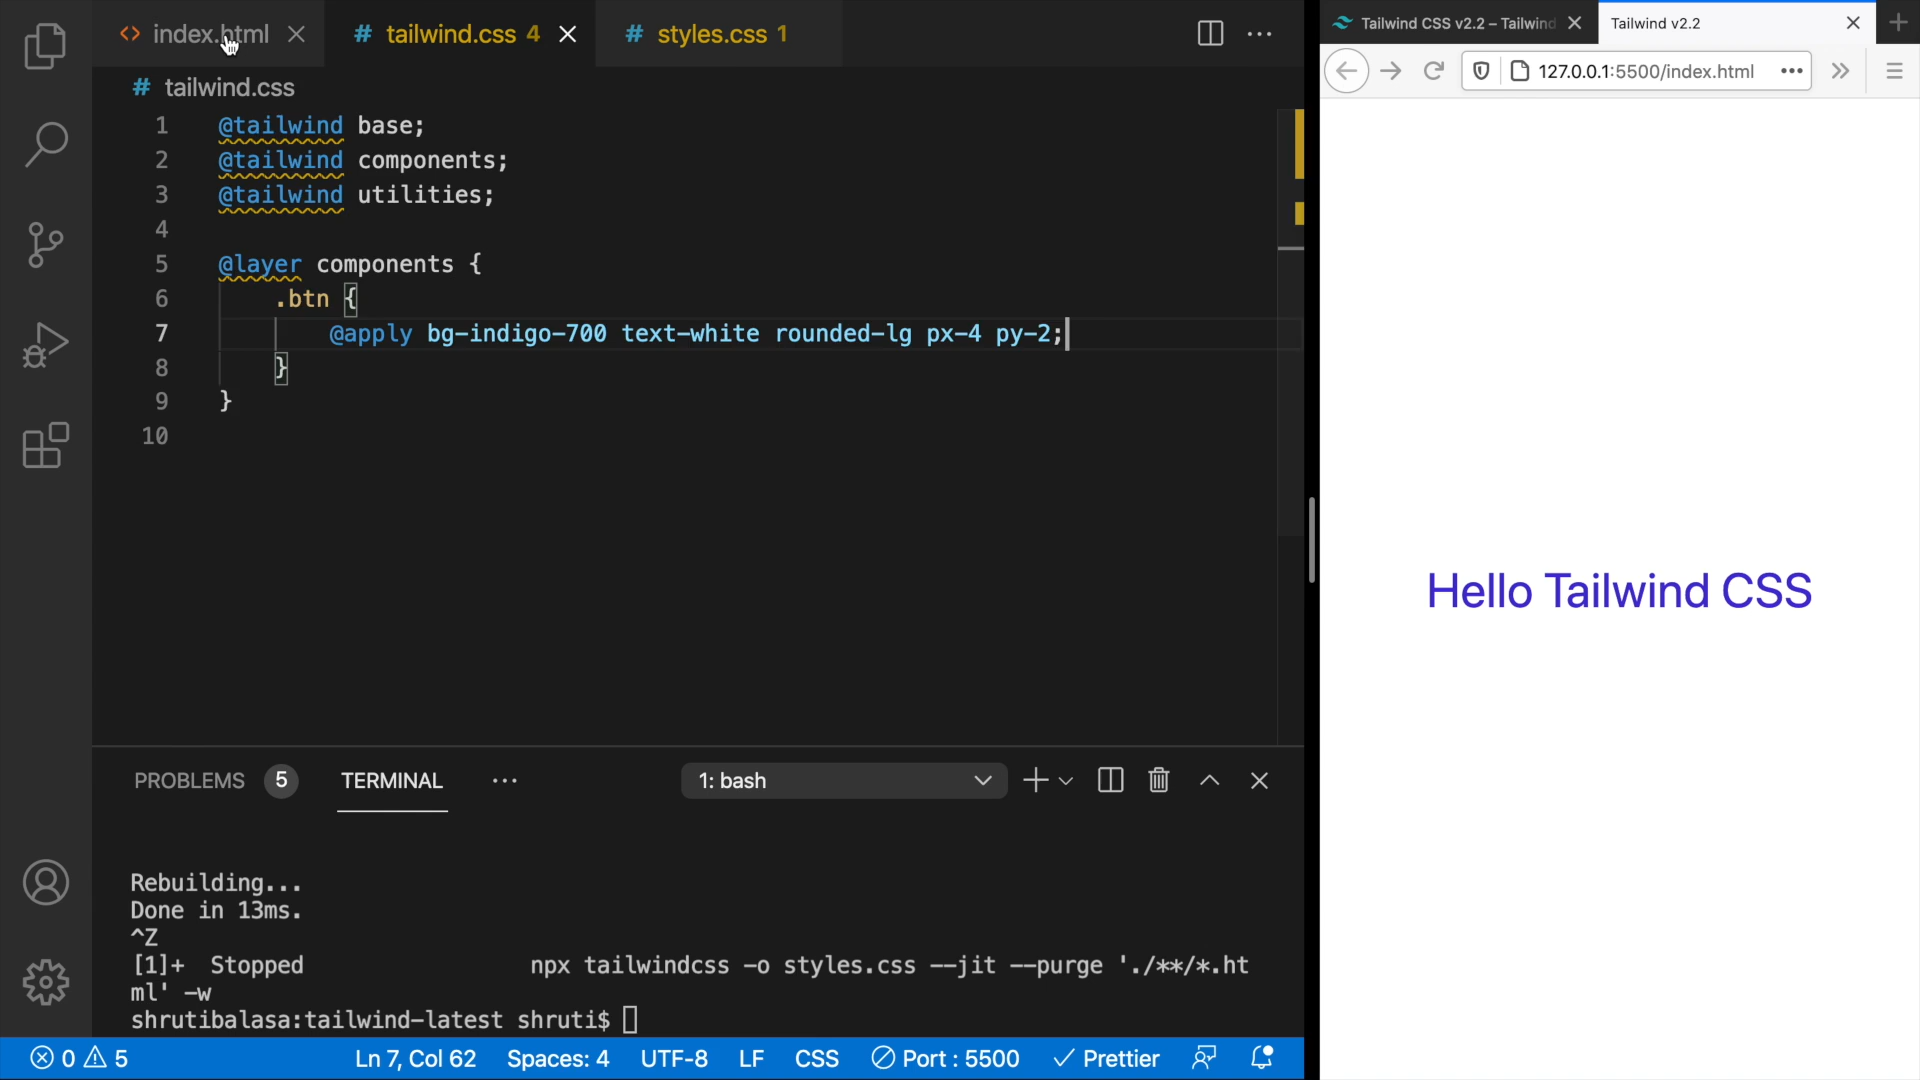 index.html
tailwind.css 4
styles.css 1
Tailwind CSS v2.2 – Tailwind
Tailwind v2.2
127.0.0.1:5500/index.html
# tailwind.css
1 @tailwind base;
2 @tailwind components;
3 @tailwind utilities;
4
5 @layer components {
6 .btn {
7 @apply bg-indigo-700 text-white rounded-lg px-4 py-2;
8 }
9 }
10
Hello Tailwind CSS
PROBLEMS 5 TERMINAL ··· 1: bash
Rebuilding...
Done in 13ms.
^Z
[1]+ Stopped npx tailwindcss -o styles.css --jit --purge './**/*.ht
ml' -w
shrutibalasa:tailwind-latest shruti$
0 5 Ln 7, Col 62 Spaces: 4 UTF-8 LF CSS Port : 5500 Prettier